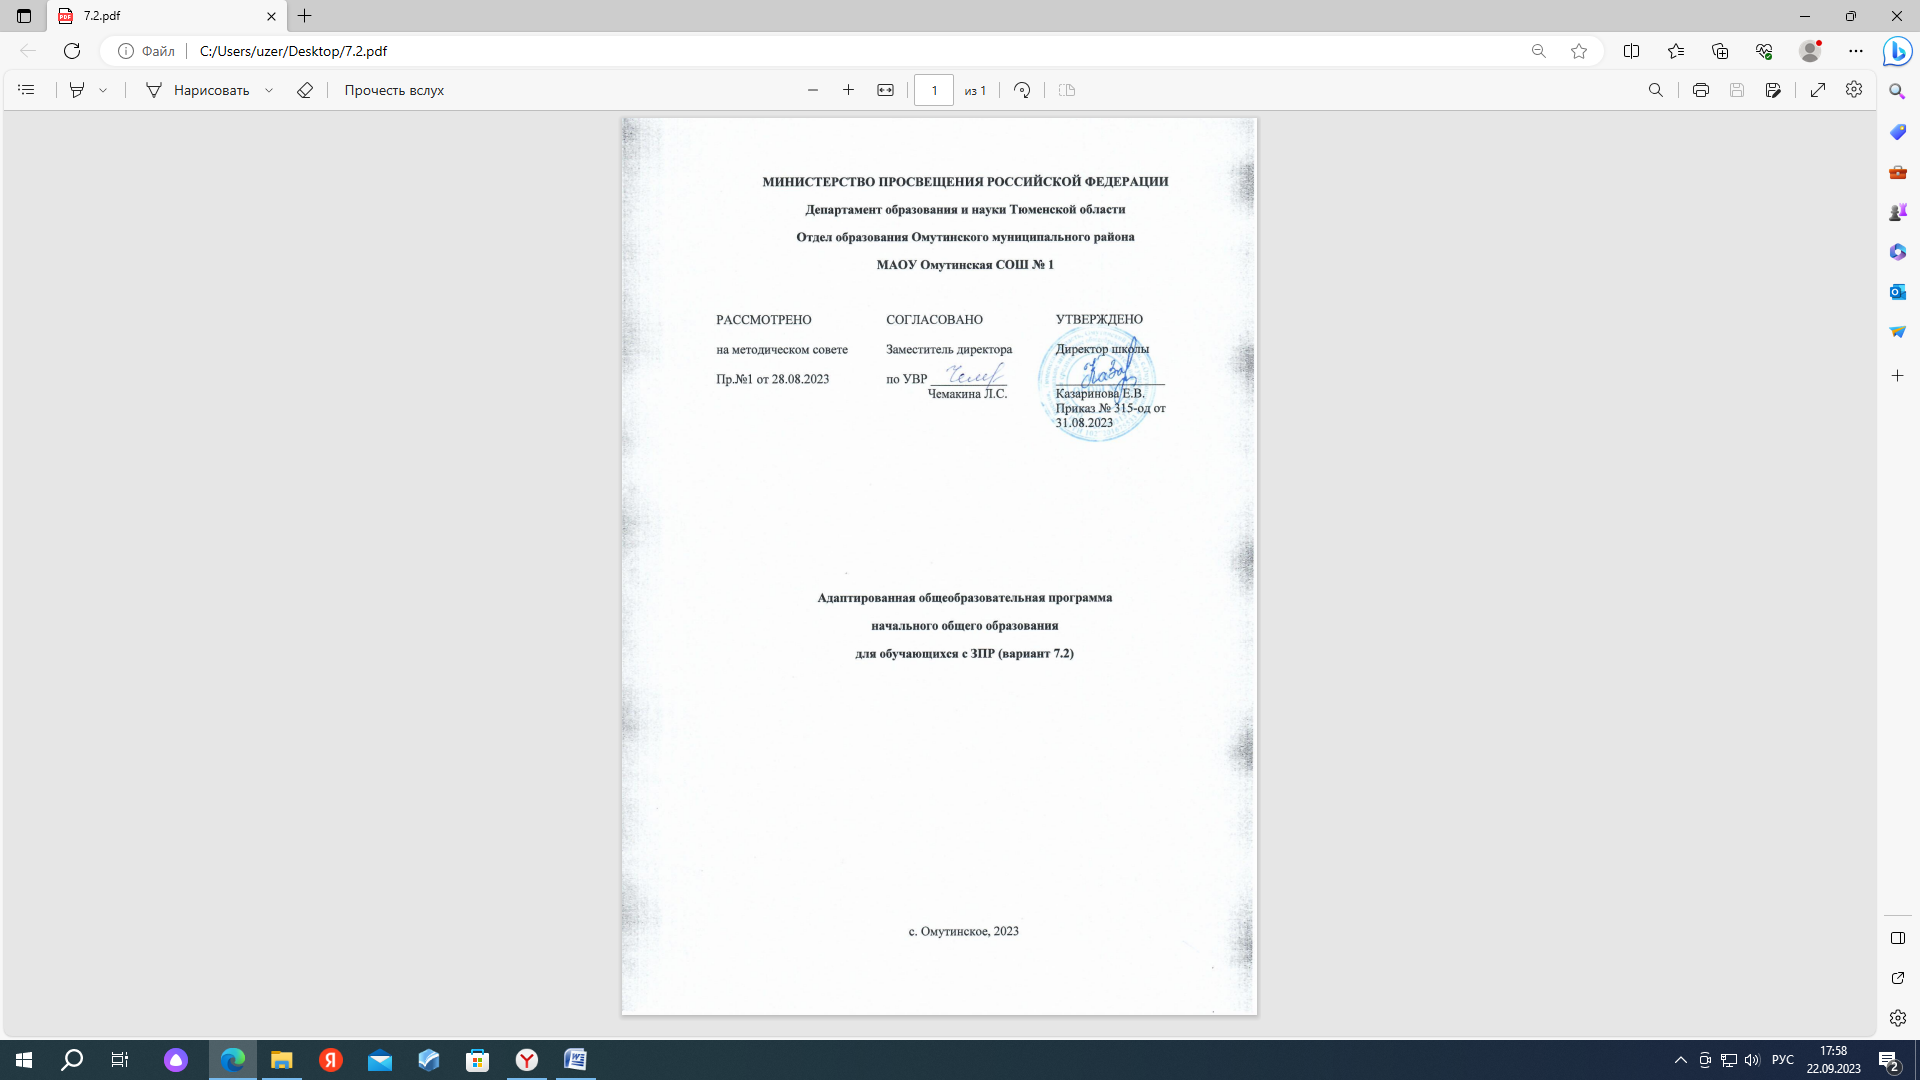 7.2.pdf
Файл
C:/Users/uzer/Desktop/7.2.pdf
Нарисовать
Прочесть вслух
1
из 1
МИНИСТЕРСТВО ПРОСВЕЩЕНИЯ РОССИЙСКОЙ ФЕДЕРАЦИИ
Департамент образования и науки Тюменской области
Отдел образования Омутинского муниципального района
МАОУ Омутинская СОШ № 1
РАССМОТРЕНО
на методическом совете
Пр.№1 от 28.08.2023
СОГЛАСОВАНО
Заместитель директора
по УВР
Чемакина Л.С.
УТВЕРЖДЕНО
Директор школы
Казаринова Е.В.
Приказ № 315-од от
31.08.2023
Адаптированная общеобразовательная программа
начального общего образования
для обучающихся с ЗПР (вариант 7.2)
с. Омутинское, 2023
РУС
17:58
22.09.2023
2